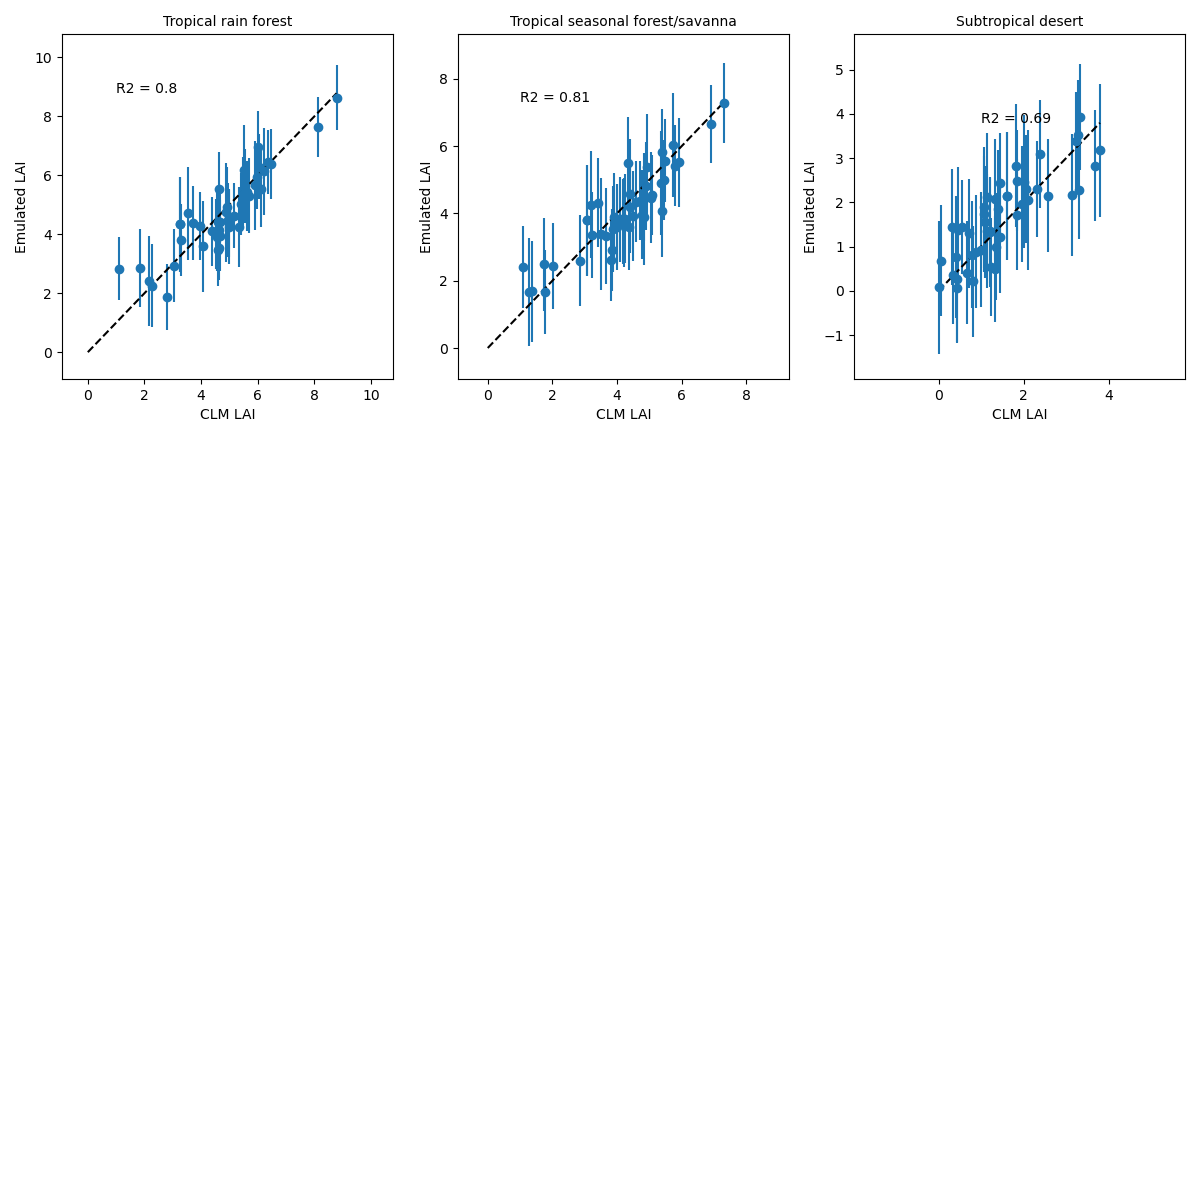 Tropical rain forest
10
8
6
4
2
0
Emulated LAI
R2 = 0.8
0 2 4 6 8 10
CLM LAI
Tropical seasonal forest/savanna
8
6
4
2
0
Emulated LAI
R2 = 0.81
0 2 4 6 8
CLM LAI
Subtropical desert
5
4
3
2
1
0
−1
Emulated LAI
R2 = 0.69
0 2 4
CLM LAI